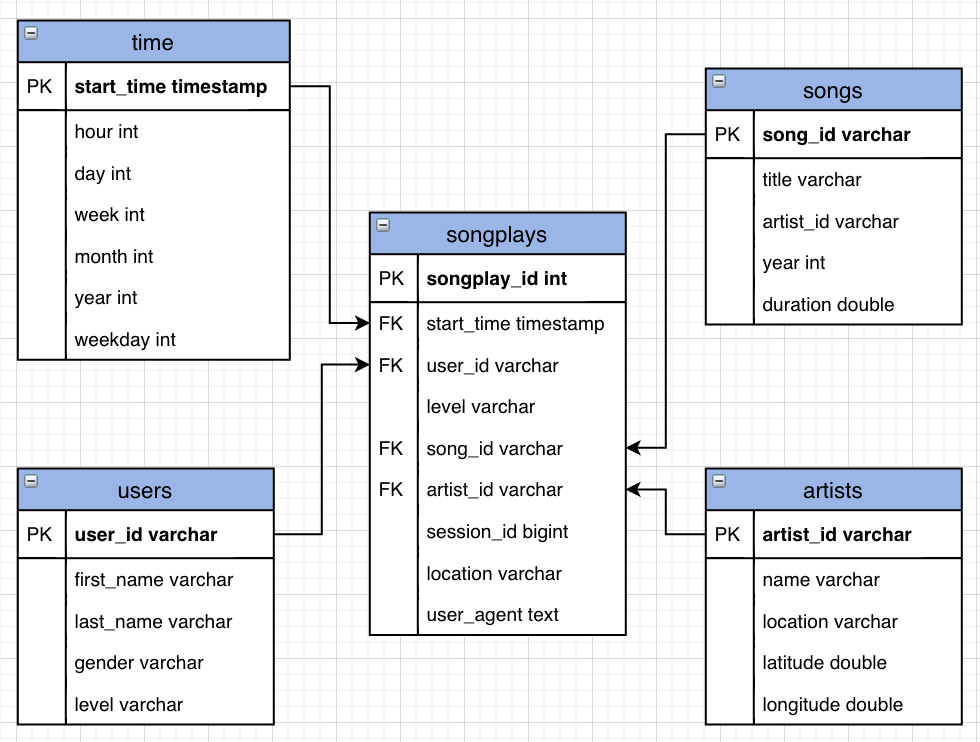 time
PK start_time timestamp
hour int
day int
week int
month int
year int
weekday int
users
PK user_id varchar
first_name varchar
last_name varchar
gender varchar
level varchar
songplays
PK songplay_id int
FK start_time timestamp
FK user_id varchar
level varchar
FK song_id varchar
FK artist_id varchar
session_id bigint
location varchar
user_agent text
songs
PK song_id varchar
title varchar
artist_id varchar
year int
duration double
artists
PK artist_id varchar
name varchar
location varchar
latitude double
longitude double